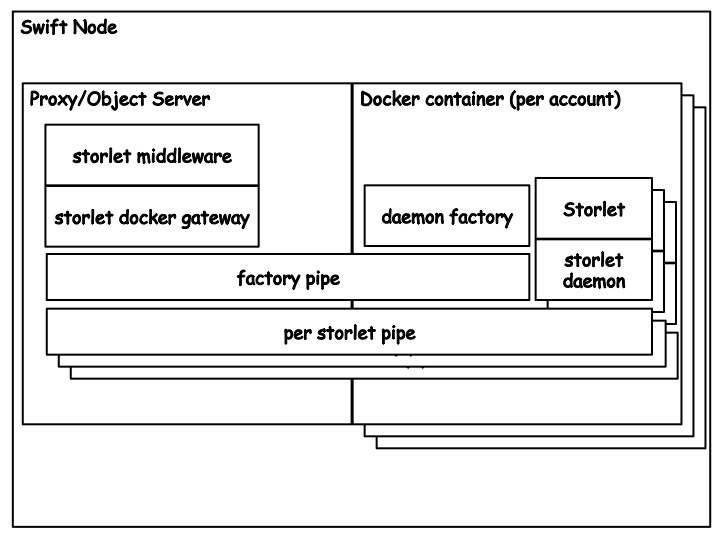 Swift Node
Proxy/Object Server
Docker container (per account)
storlet middleware
storlet docker gateway
daemon factory
Storlet
storlet
daemon
factory pipe
per storlet pipe